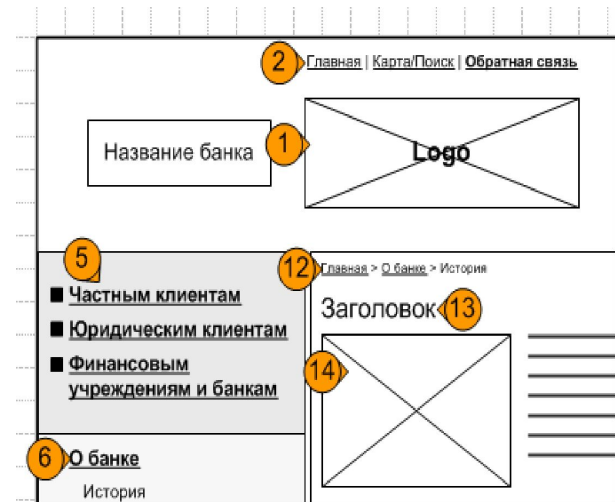 2 Главная | Карта/Поиск | Обратная связь
Название банка 1 Logo
5
Частным клиентам
Юридическим клиентам
Финансовым
учреждениям и банкам
6 О банке
История
12 Главная > О банке > История
Заголовок 13
14